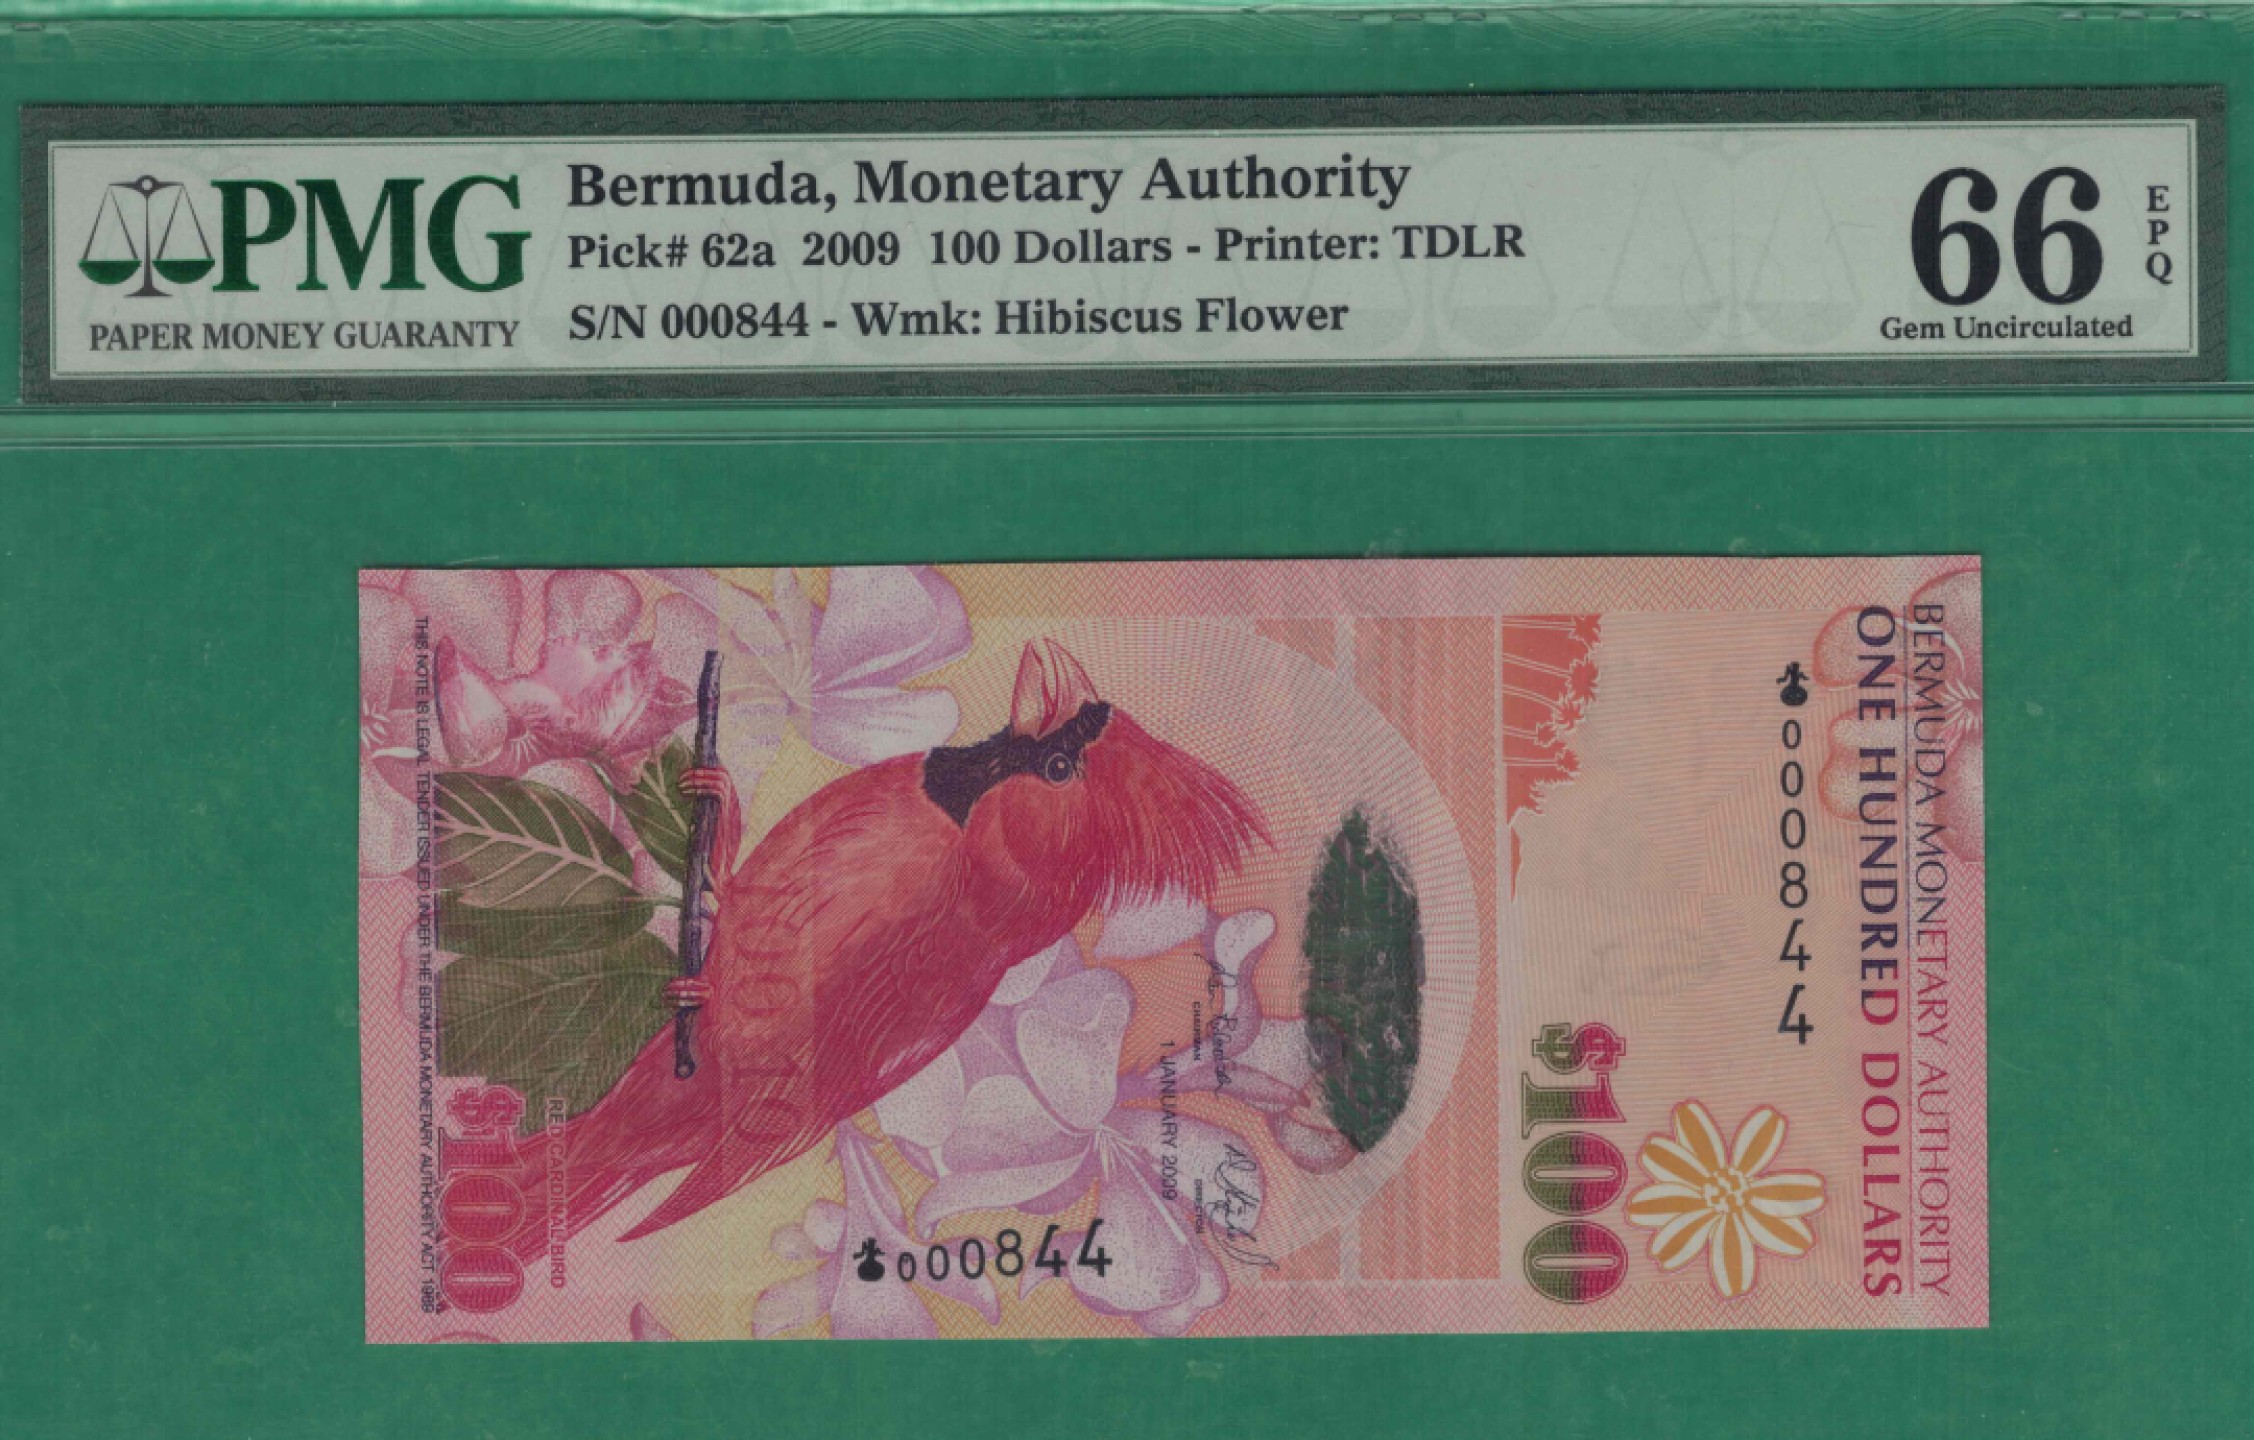 PMG
PAPER MONEY GUARANTY
Bermuda, Monetary Authority
Pick# 62a 2009 100 Dollars - Printer: TDLR
S/N 000844 - Wmk: Hibiscus Flower
66
EPQ
Gem Uncirculated
BERMUDA MONETARY AUTHORITY
ONE HUNDRED DOLLARS
000844
$100
CHAIRMAN
DIRECTOR
1 JANUARY 2009
000844
RED CARDINAL BIRD
$100
THIS NOTE IS LEGAL TENDER ISSUED UNDER THE BERMUDA MONETARY AUTHORITY ACT 1969